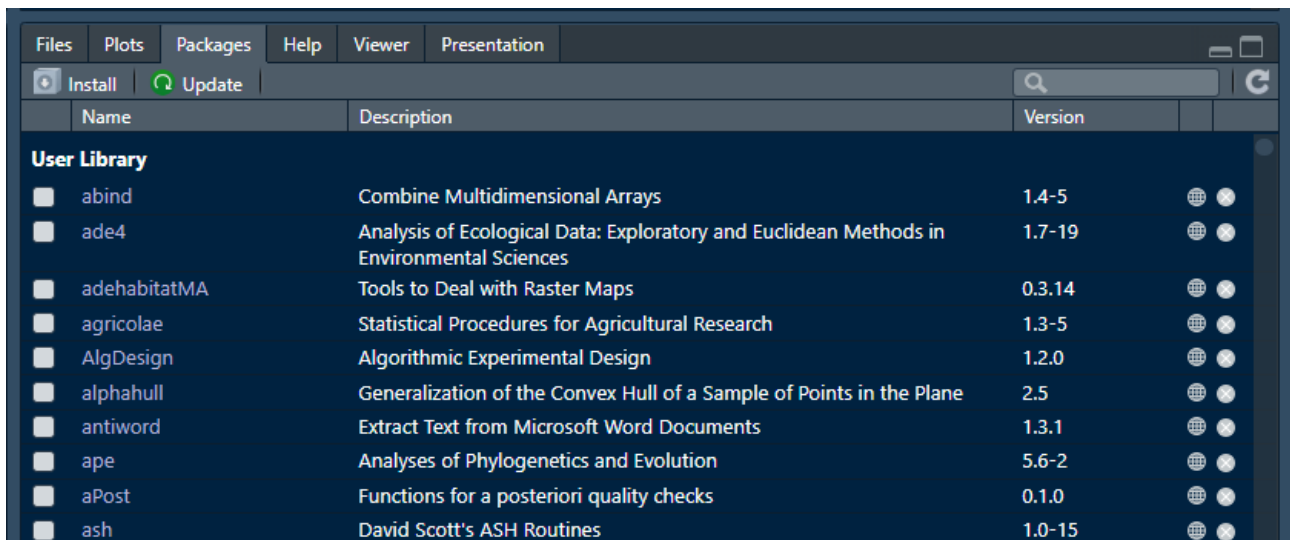 Files Plots Packages Help Viewer Presentation
Install Update
Name Description Version
User Library
abind Combine Multidimensional Arrays 1.4-5
ade4 Analysis of Ecological Data: Exploratory and Euclidean Methods in 1.7-19
Environmental Sciences
adehabitatMA Tools to Deal with Raster Maps 0.3.14
agricolae Statistical Procedures for Agricultural Research 1.3-5
AlgDesign Algorithmic Experimental Design 1.2.0
alphahull Generalization of the Convex Hull of a Sample of Points in the Plane 2.5
antiword Extract Text from Microsoft Word Documents 1.3.1
ape Analyses of Phylogenetics and Evolution 5.6-2
aPost Functions for a posteriori quality checks 0.1.0
ash David Scott's ASH Routines 1.0-15